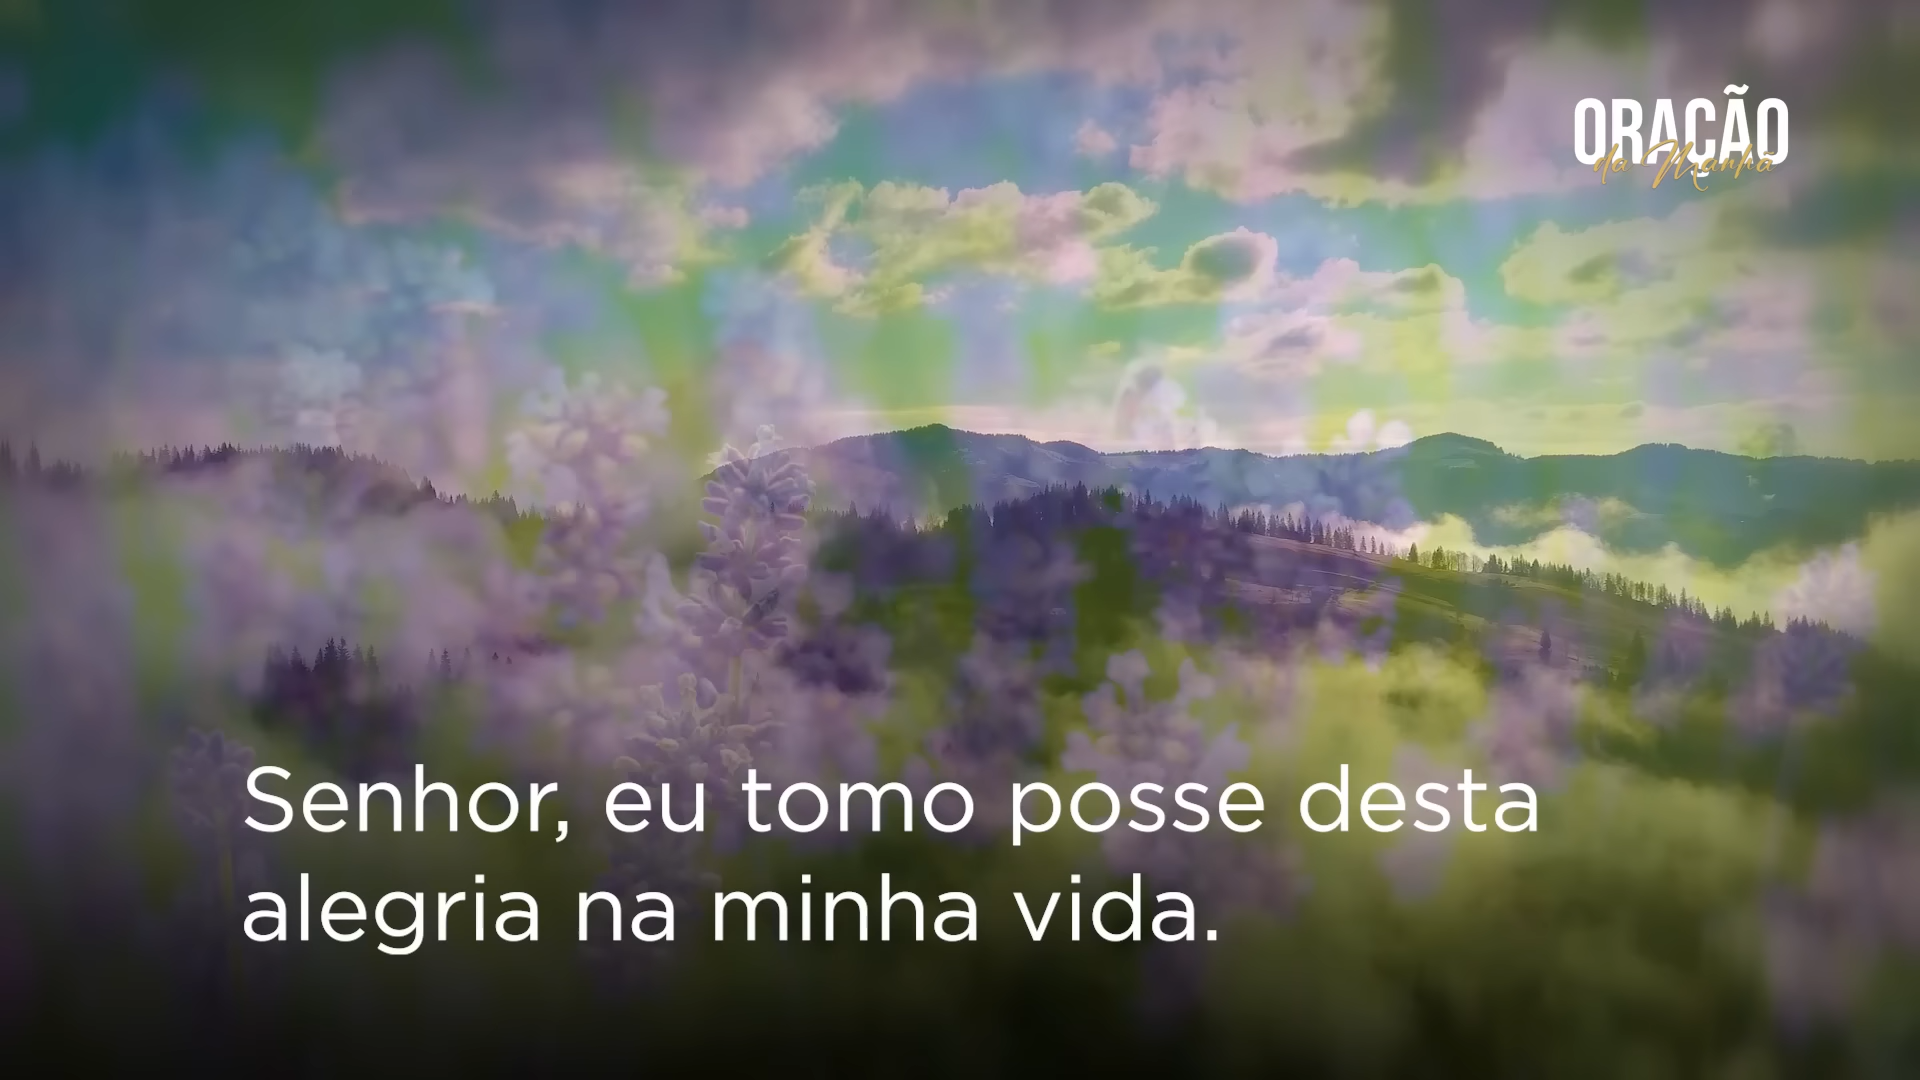 ORAÇÃO
da Manhã
Senhor, eu tomo posse desta
alegria na minha vida.